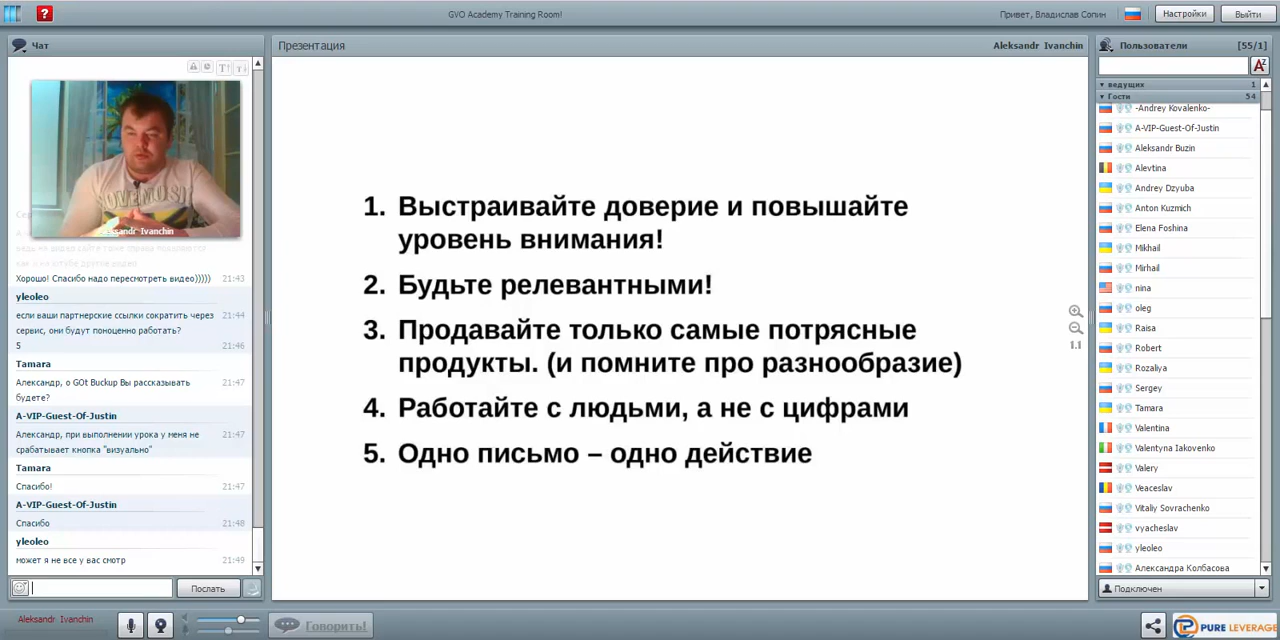 GVO Academy Training Room!
Привет, Владислав Сопин
Настройки
Выйти
Чат
Aleksandr Ivanchin
Хорошо! Спасибо надо пересмотреть видео))))) 21:43
yleoleo
если ваши партнерские ссылки сократить через 21:44
сервис, они будут поноценно работать?
5 21:46
Tamara
Александр, о GOt Buckup Вы рассказывать 21:47
будете?
A-VIP-Guest-Of-Justin
Александр, при выполнении урока у меня не 21:47
срабатывает кнопка "визуально"
Tamara
Спасибо! 21:47
A-VIP-Guest-Of-Justin
Спасибо 21:48
yleoleo
может я не все у вас смотр 21:49
Послать
Презентация
Aleksandr Ivanchin
1. Выстраивайте доверие и повышайте
уровень внимания!
2. Будьте релевантными!
3. Продавайте только самые потрясные
продукты. (и помните про разнообразие)
4. Работайте с людьми, а не с цифрами
5. Одно письмо – одно действие
1.1
Пользователи [55/1]
ведущих 1
Гости 54
-Andrey Kovalenko-
A-VIP-Guest-Of-Justin
Aleksandr Buzin
Alevtina
Andrey Dzyuba
Anton Kuzmich
Elena Foshina
Mikhail
Mirhail
nina
oleg
Raisa
Robert
Rozaliya
Sergey
Tamara
Valentina
Valentyna Iakovenko
Valery
Veaceslav
Vitaliy Sovrachenko
vyacheslav
yleoleo
Александра Колбасова
Подключен
Aleksandr Ivanchin
Говорить!
PURE LEVERAGE